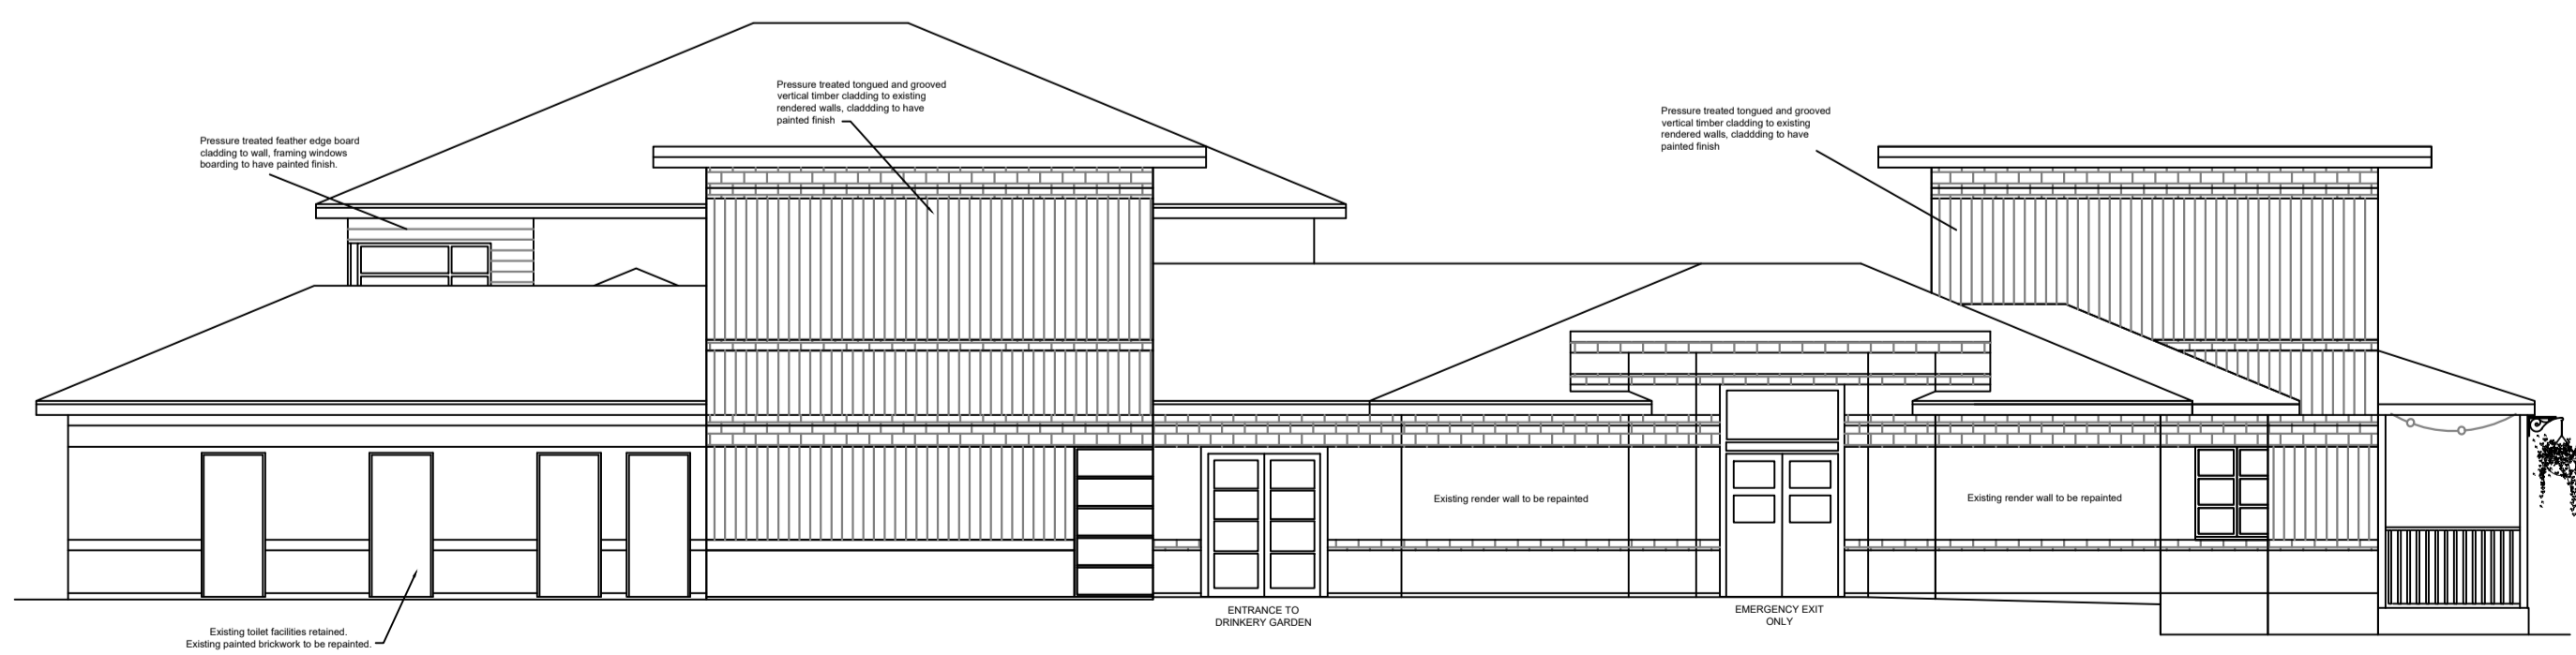 Pressure treated tongued and grooved
vertical timber cladding to existing
rendered walls, claddding to have
painted finish
Pressure treated tongued and grooved
vertical timber cladding to existing
rendered walls, claddding to have
painted finish
Pressure treated feather edge board
cladding to wall, framing windows
boarding to have painted finish.
Existing render wall to be repainted
Existing render wall to be repainted
ENTRANCE TO
DRINKERY GARDEN
EMERGENCY EXIT
ONLY
Existing toilet facilities retained.
Existing painted brickwork to be repainted.